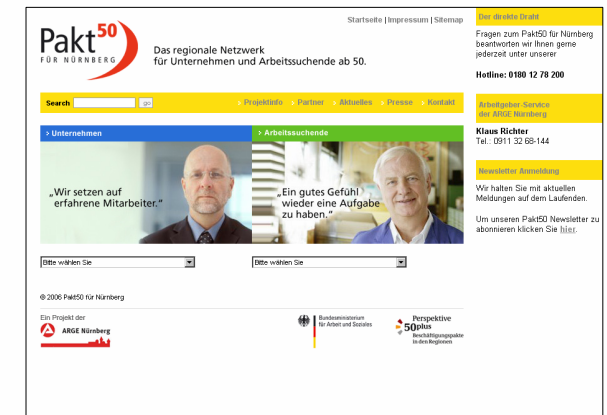 Startseite | Impressum | Sitemap
Pakt50
FÜR NÜRNBERG
Das regionale Netzwerk
für Unternehmen und Arbeitssuchende ab 50.
Search go
› Projektinfo › Partner › Aktuelles › Presse › Kontakt
› Unternehmen
„Wir setzen auf
erfahrene Mitarbeiter.“
Bitte wählen Sie
› Arbeitssuchende
„Ein gutes Gefühl
wieder eine Aufgabe
zu haben.“
Bitte wählen Sie
© 2006 Pakt50 für Nürnberg
Ein Projekt der
ARGE Nürnberg
Bundesministerium
für Arbeit und Soziales
Perspektive
50plus
Beschäftigungspakte
in den Regionen
Der direkte Draht
Fragen zum Pakt50 für Nürnberg
beantworten wir Ihnen gerne
jederzeit unter unserer
Hotline: 0180 12 78 200
Arbeitgeber-Service
der ARGE Nürnberg
Klaus Richter
Tel.: 0911 32 68-144
Newsletter Anmeldung
Wir halten Sie mit aktuellen
Meldungen auf dem Laufenden.
Um unseren Pakt50 Newsletter zu
abonnieren klicken Sie hier.